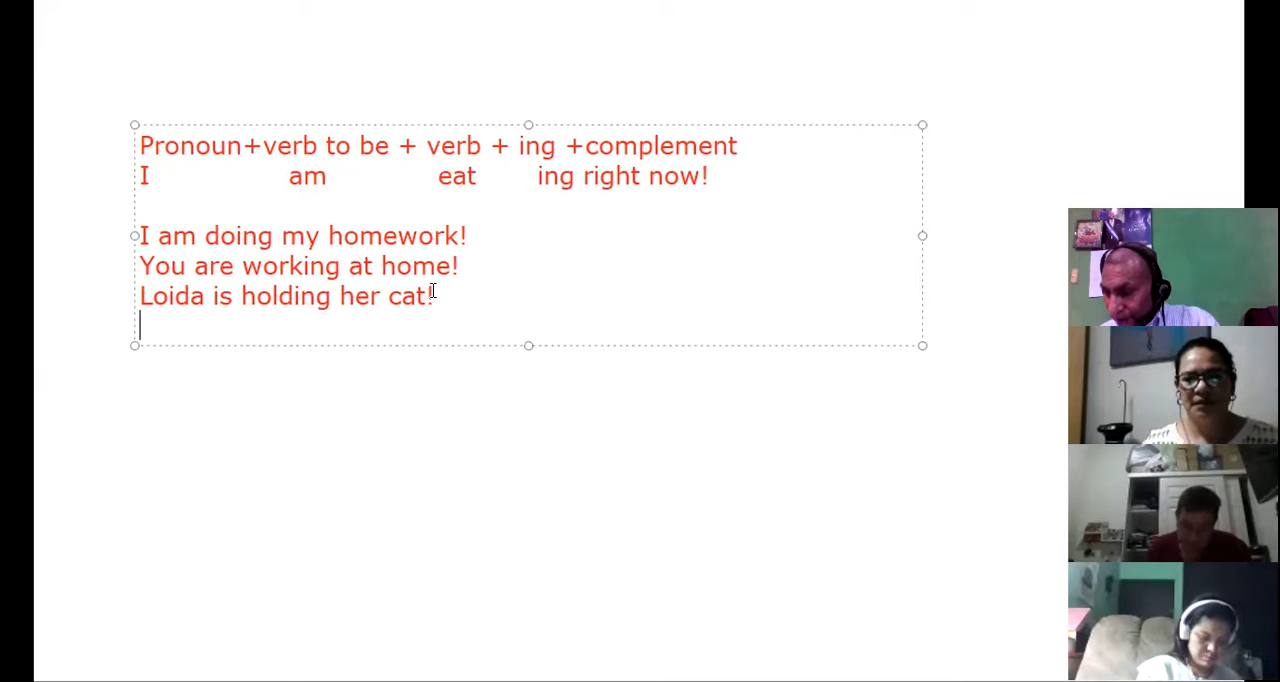 Pronoun+verb to be + verb + ing +complement
I am eat ing right now!
I am doing my homework!
You are working at home!
Loida is holding her cat!